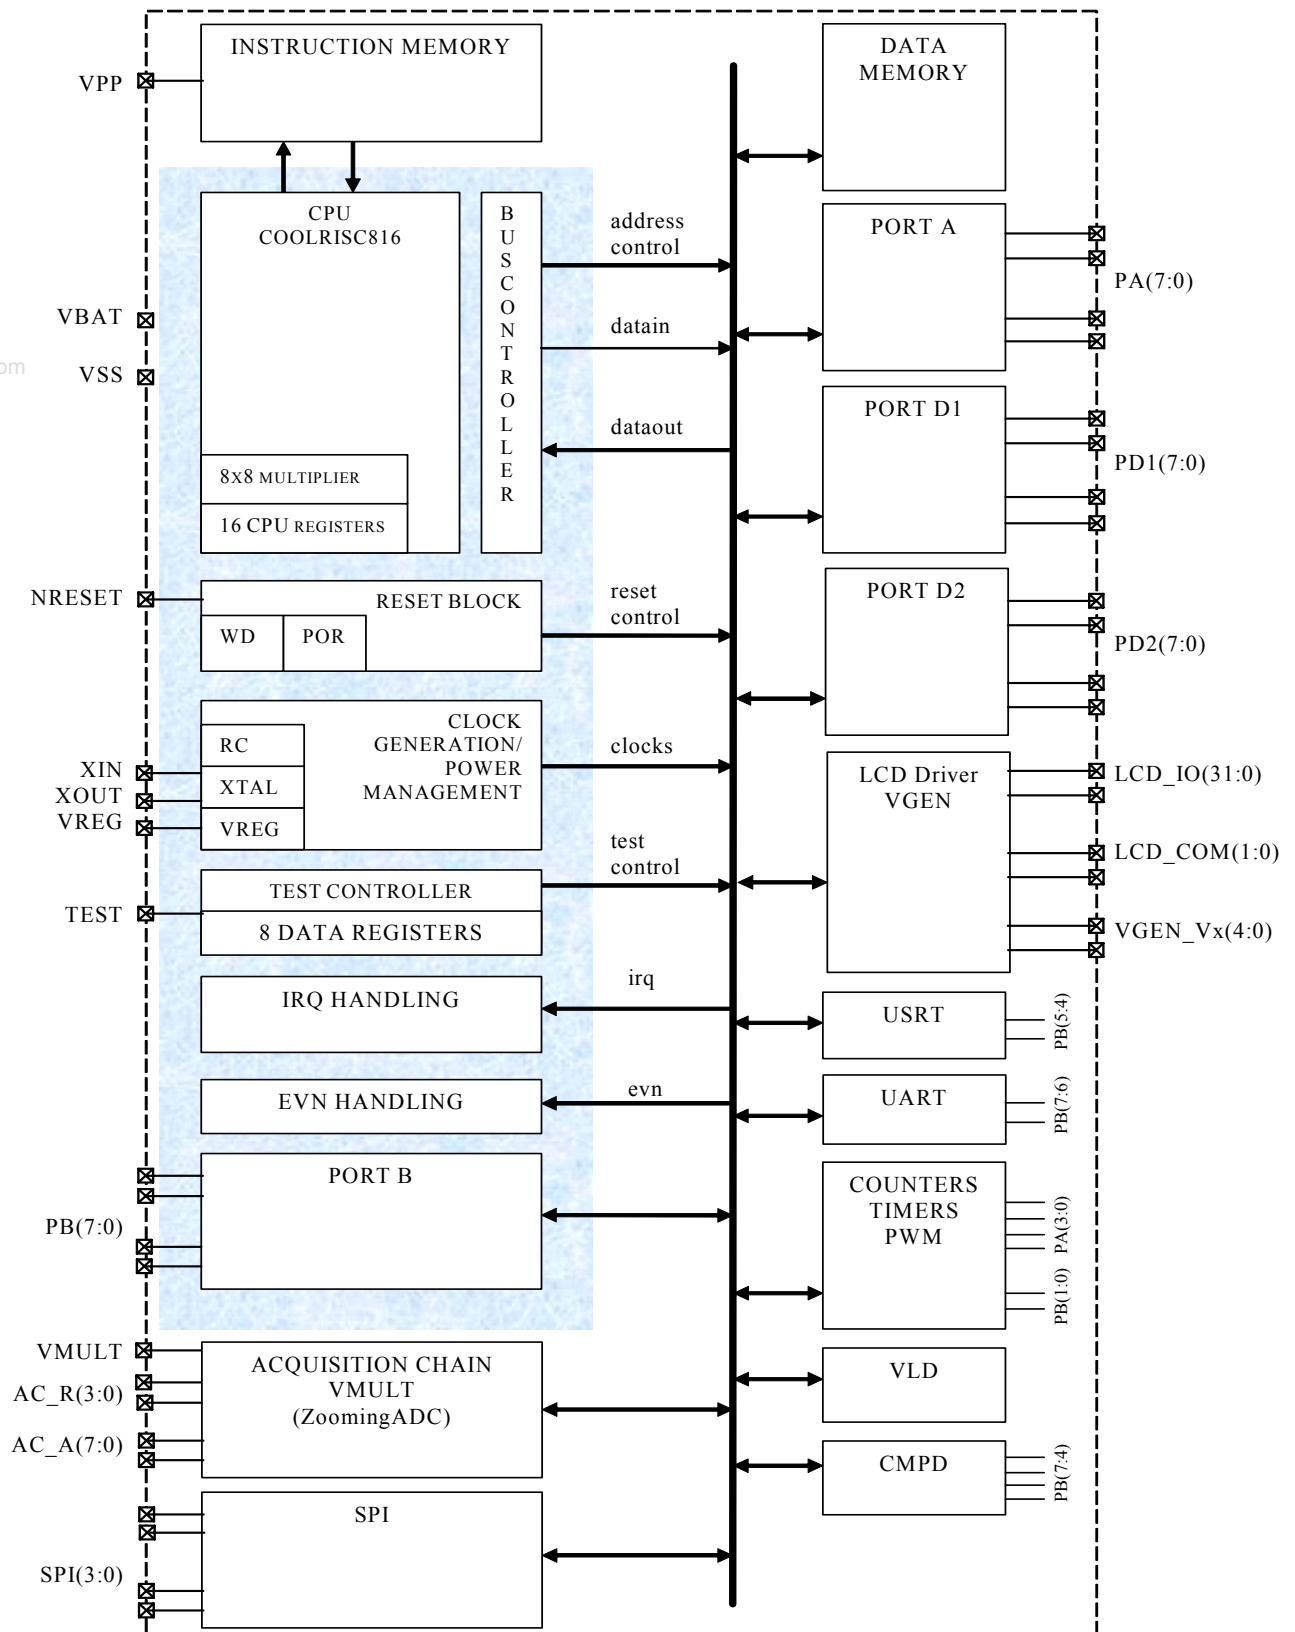 INSTRUCTION MEMORY
VPP
CPU
COOLRISC816
8X8 MULTIPLIER
16 CPU REGISTERS
BUSCONTROLLER
address
control
datain
dataout
VBAT
VSS
om
NRESET
RESET BLOCK
WD
POR
reset
control
CLOCK
GENERATION/
POWER
MANAGEMENT
RC
XTAL
VREG
XIN
XOUT
VREG
clocks
test
control
TEST
TEST CONTROLLER
8 DATA REGISTERS
IRQ HANDLING
irq
EVN HANDLING
evn
PORT B
PB(7:0)
VMULT
AC_R(3:0)
AC_A(7:0)
ACQUISITION CHAIN
VMULT
(ZoomingADC)
SPI
SPI(3:0)
DATA
MEMORY
PORT A
PA(7:0)
PORT D1
PD1(7:0)
PORT D2
PD2(7:0)
LCD Driver
VGEN
LCD_IO(31:0)
LCD_COM(1:0)
VGEN_Vx(4:0)
USRT
PB(5:4)
UART
PB(7:6)
COUNTERS
TIMERS
PWM
PA(3:0)
PB(1:0)
VLD
CMPD
PB(7:4)